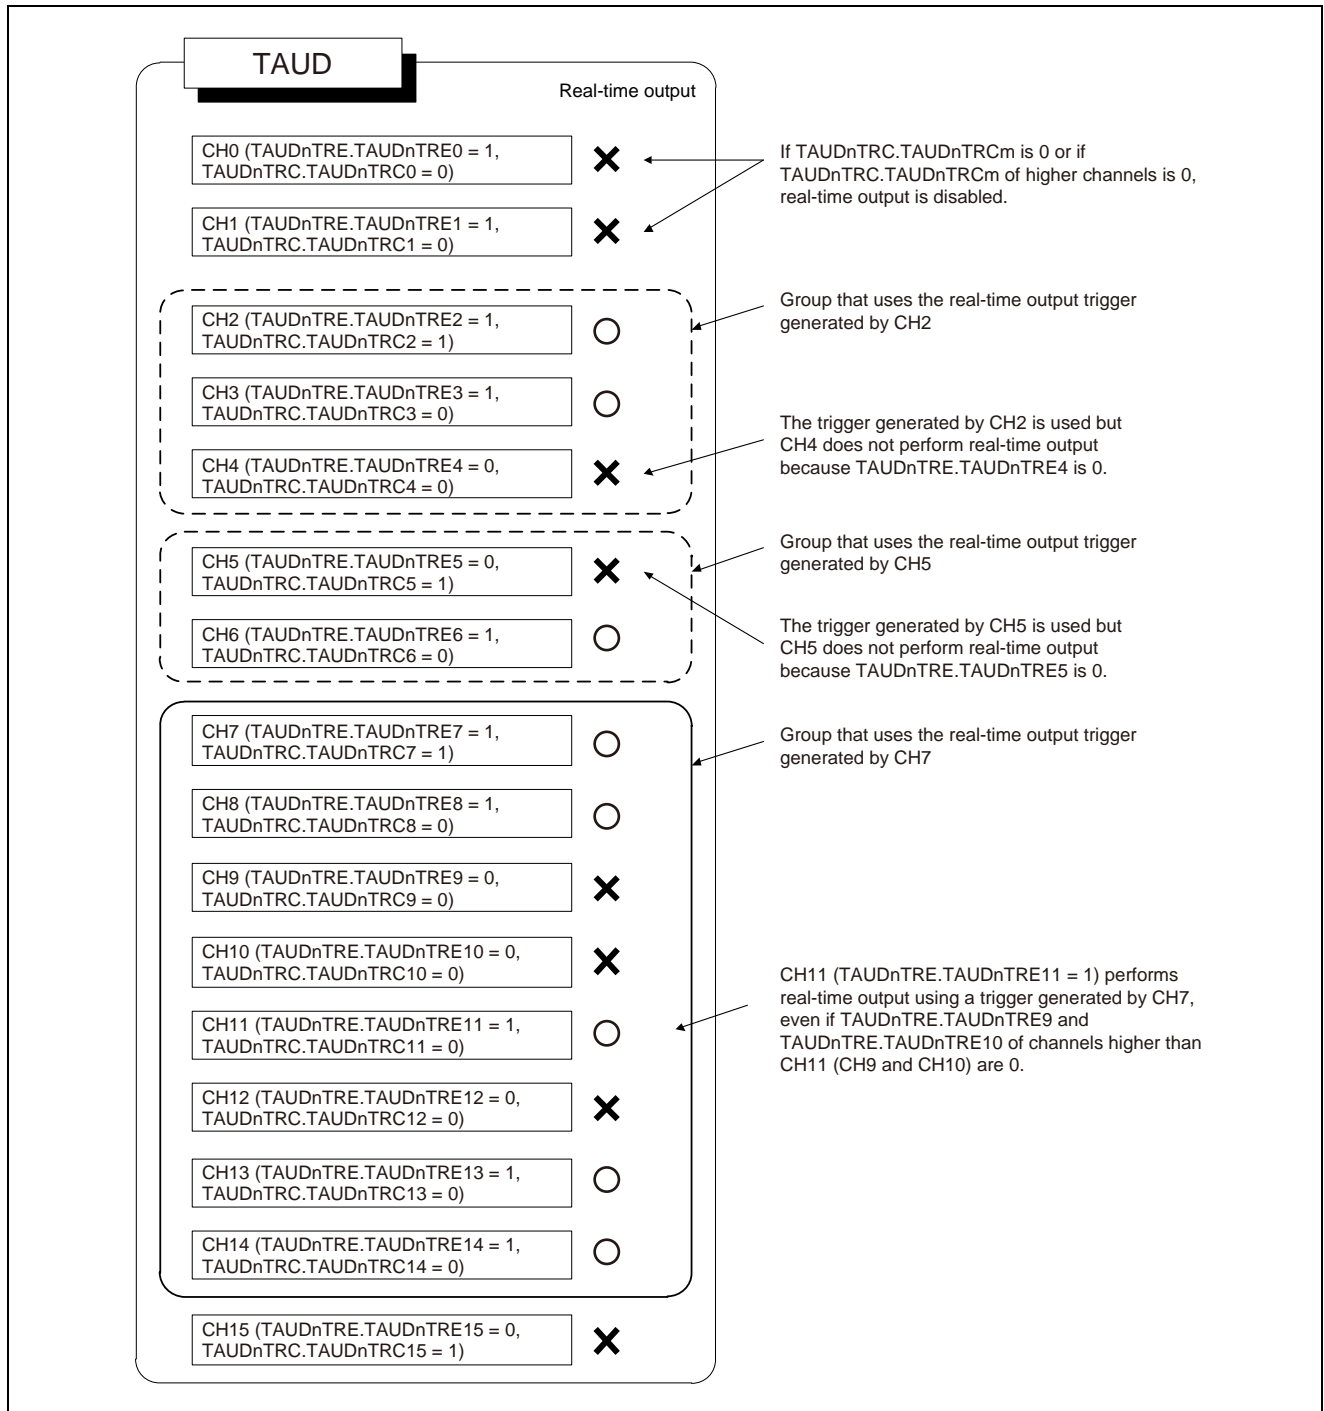 TAUD
Real-time output
CH0 (TAUDnTRE.TAUDnTRE0 = 1,
TAUDnTRC.TAUDnTRC0 = 0)
If TAUDnTRC.TAUDnTRCm is 0 or if
TAUDnTRC.TAUDnTRCm of higher channels is 0,
real-time output is disabled.
CH1 (TAUDnTRE.TAUDnTRE1 = 1,
TAUDnTRC.TAUDnTRC1 = 0)
Group that uses the real-time output trigger
generated by CH2
CH2 (TAUDnTRE.TAUDnTRE2 = 1,
TAUDnTRC.TAUDnTRC2 = 1)
CH3 (TAUDnTRE.TAUDnTRE3 = 1,
TAUDnTRC.TAUDnTRC3 = 0)
The trigger generated by CH2 is used but
CH4 does not perform real-time output
because TAUDnTRE.TAUDnTRE4 is 0.
CH4 (TAUDnTRE.TAUDnTRE4 = 0,
TAUDnTRC.TAUDnTRC4 = 0)
Group that uses the real-time output trigger
generated by CH5
CH5 (TAUDnTRE.TAUDnTRE5 = 0,
TAUDnTRC.TAUDnTRC5 = 1)
The trigger generated by CH5 is used but
CH5 does not perform real-time output
because TAUDnTRE.TAUDnTRE5 is 0.
CH6 (TAUDnTRE.TAUDnTRE6 = 1,
TAUDnTRC.TAUDnTRC6 = 0)
CH7 (TAUDnTRE.TAUDnTRE7 = 1,
TAUDnTRC.TAUDnTRC7 = 1)
Group that uses the real-time output trigger
generated by CH7
CH8 (TAUDnTRE.TAUDnTRE8 = 1,
TAUDnTRC.TAUDnTRC8 = 0)
CH9 (TAUDnTRE.TAUDnTRE9 = 0,
TAUDnTRC.TAUDnTRC9 = 0)
CH10 (TAUDnTRE.TAUDnTRE10 = 0,
TAUDnTRC.TAUDnTRC10 = 0)
CH11 (TAUDnTRE.TAUDnTRE11 = 1) performs
real-time output using a trigger generated by CH7,
even if TAUDnTRE.TAUDnTRE9 and
TAUDnTRE.TAUDnTRE10 of channels higher than
CH11 (CH9 and CH10) are 0.
CH11 (TAUDnTRE.TAUDnTRE11 = 1,
TAUDnTRC.TAUDnTRC11 = 0)
CH12 (TAUDnTRE.TAUDnTRE12 = 0,
TAUDnTRC.TAUDnTRC12 = 0)
CH13 (TAUDnTRE.TAUDnTRE13 = 1,
TAUDnTRC.TAUDnTRC13 = 0)
CH14 (TAUDnTRE.TAUDnTRE14 = 1,
TAUDnTRC.TAUDnTRC14 = 0)
CH15 (TAUDnTRE.TAUDnTRE15 = 0,
TAUDnTRC.TAUDnTRC15 = 1)